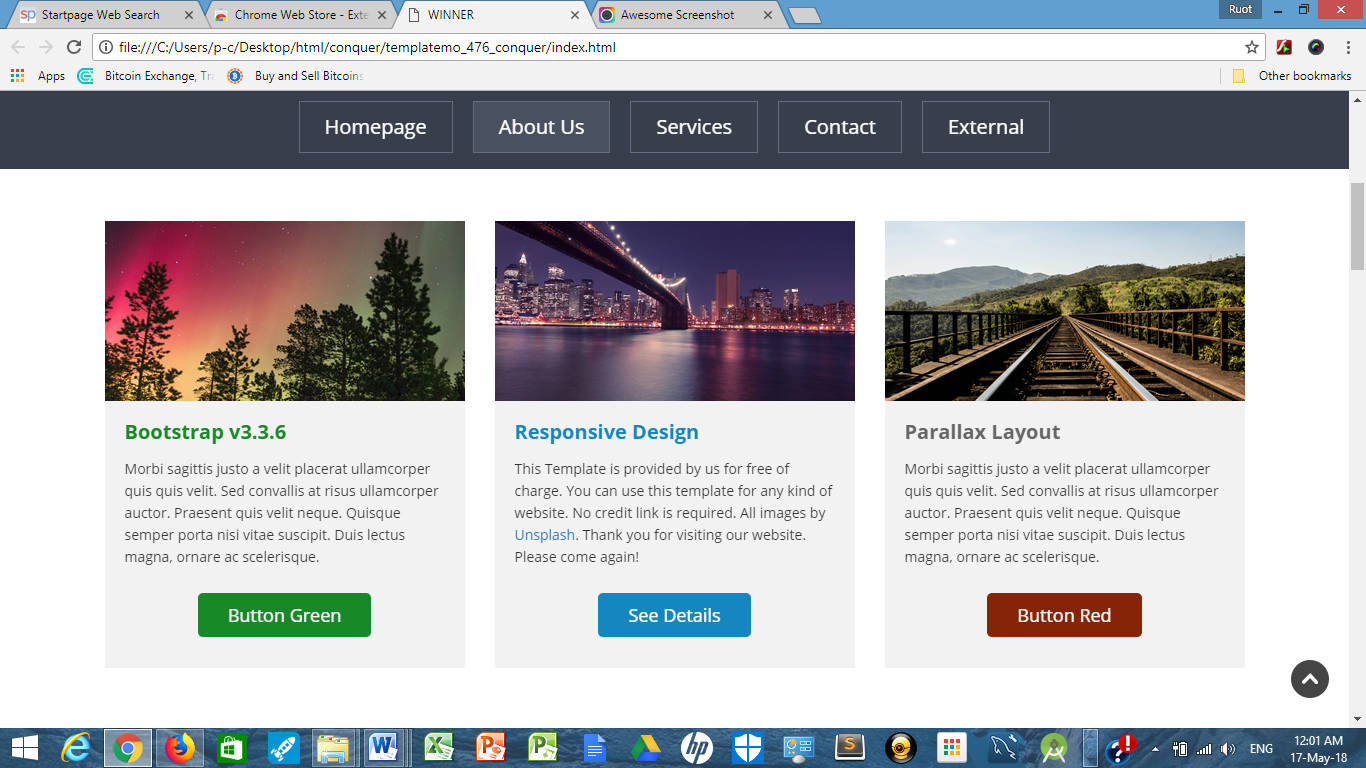 Startpage Web Search
Chrome Web Store - Exte
WINNER
Awesome Screenshot
Ruot
file:///C:/Users/p-c/Desktop/html/conquer/templatemo_476_conquer/index.html
Apps
Bitcoin Exchange, Tra
Buy and Sell Bitcoins
Other bookmarks
Homepage
About Us
Services
Contact
External
Bootstrap v3.3.6
Morbi sagittis justo a velit placerat ullamcorper
quis quis velit. Sed convallis at risus ullamcorper
auctor. Praesent quis velit neque. Quisque
semper porta nisi vitae suscipit. Duis lectus
magna, ornare ac scelerisque.
Button Green
Responsive Design
This Template is provided by us for free of
charge. You can use this template for any kind of
website. No credit link is required. All images by
Unsplash. Thank you for visiting our website.
Please come again!
See Details
Parallax Layout
Morbi sagittis justo a velit placerat ullamcorper
quis quis velit. Sed convallis at risus ullamcorper
auctor. Praesent quis velit neque. Quisque
semper porta nisi vitae suscipit. Duis lectus
magna, ornare ac scelerisque.
Button Red
ENG
12:01 AM
17-May-18